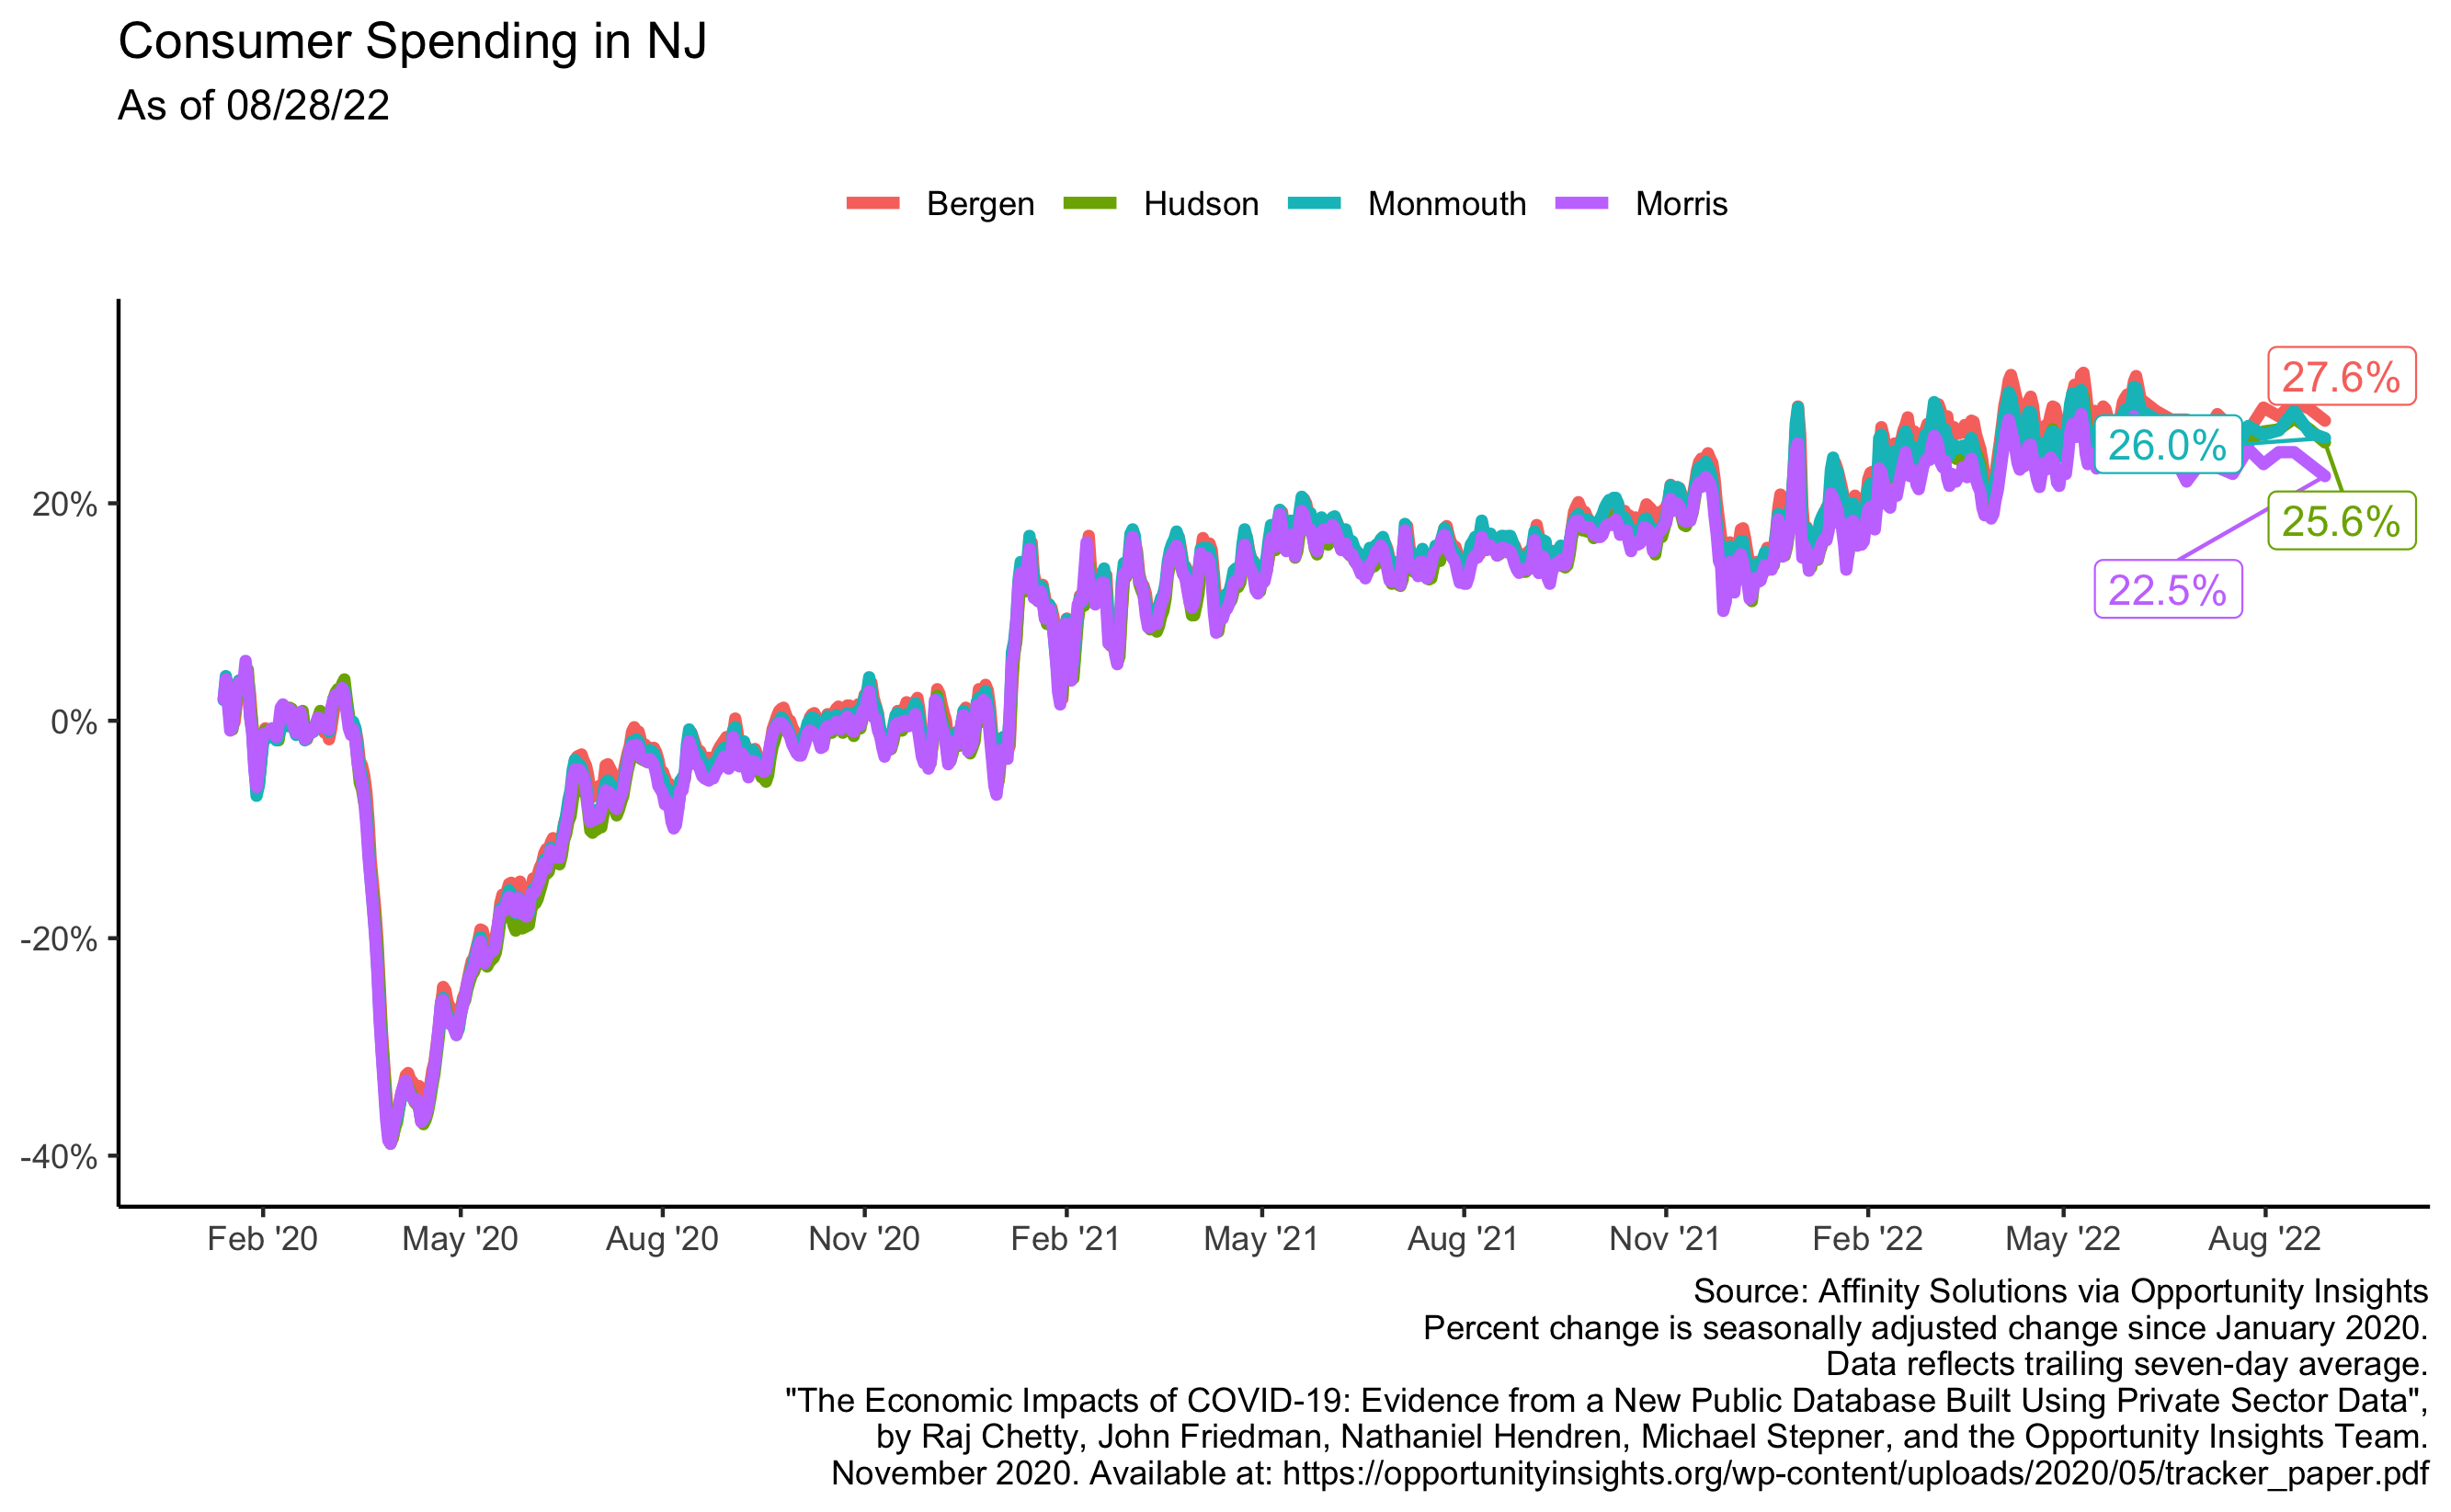 Consumer Spending in NJ
As of 08/28/22
Bergen Hudson Monmouth Morris
27.6%
26.0%
20%
25.6%
22.5%
0%
-20%
-40%
Feb '20 May '20 Aug '20 Nov '20 Feb '21 May '21 Aug '21 Nov '21 Feb '22 May '22 Aug '22
Source: Affinity Solutions via Opportunity Insights
Percent change is seasonally adjusted change since January 2020.
Data reflects trailing seven-day average.
"The Economic Impacts of COVID-19: Evidence from a New Public Database Built Using Private Sector Data",
by Raj Chetty, John Friedman, Nathaniel Hendren, Michael Stepner, and the Opportunity Insights Team.
November 2020. Available at: https://opportunityinsights.org/wp-content/uploads/2020/05/tracker_paper.pdf